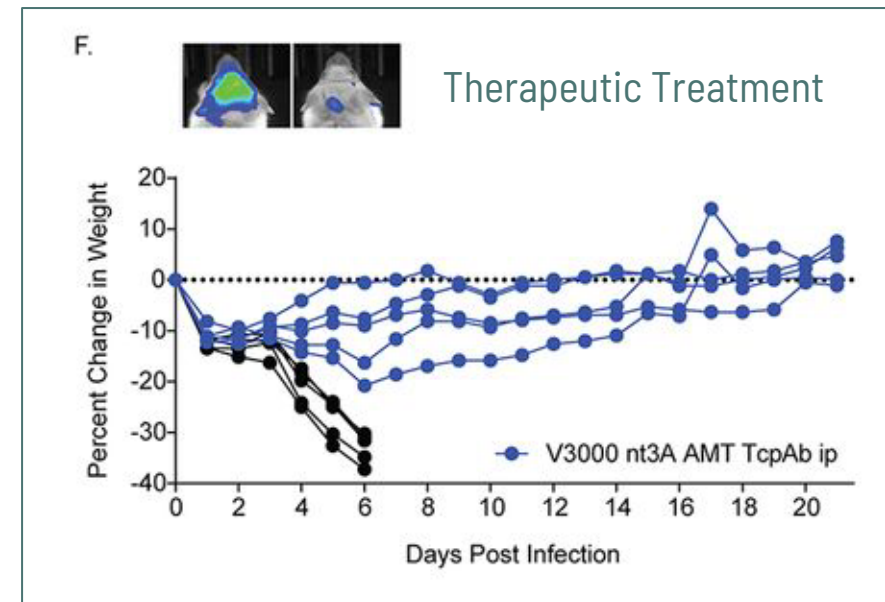 F.
Therapeutic Treatment
Percent Change in Weight
20
10
0
-10
-20
-30
-40
V3000 nt3A AMT TcpAb ip
0 2 4 6 8 10 12 14 16 18 20
Days Post Infection